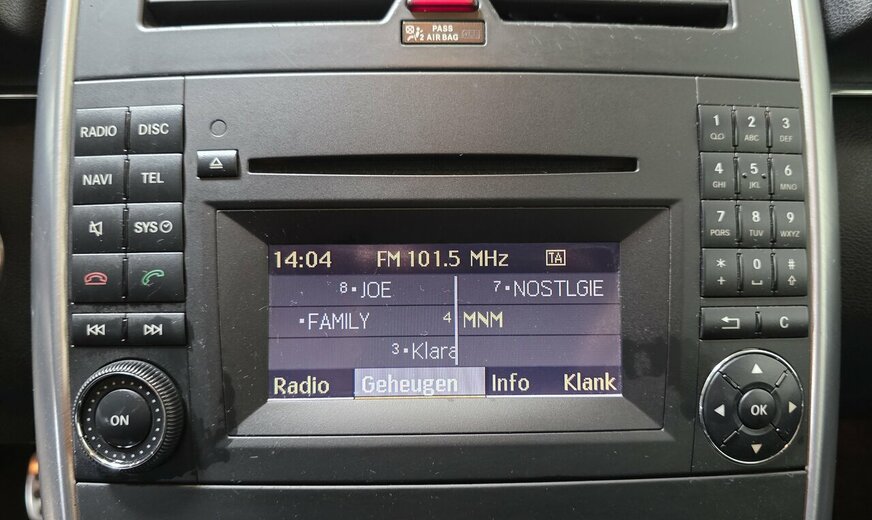 PASS
2 AIR BAG OFF
RADIO DISC
NAVI TEL
SYS
ON
14:04 FM 101.5 MHz TA
8 JOE 7 NOSTLGIE
FAMILY 4 MNM
3 Klara
Radio Geheugen Info Klank
1 2 ABC 3 DEF
4 GHI 5 JKL 6 MNO
7 PQRS 8 TUV 9 WXYZ
* + 0 #
C
OK